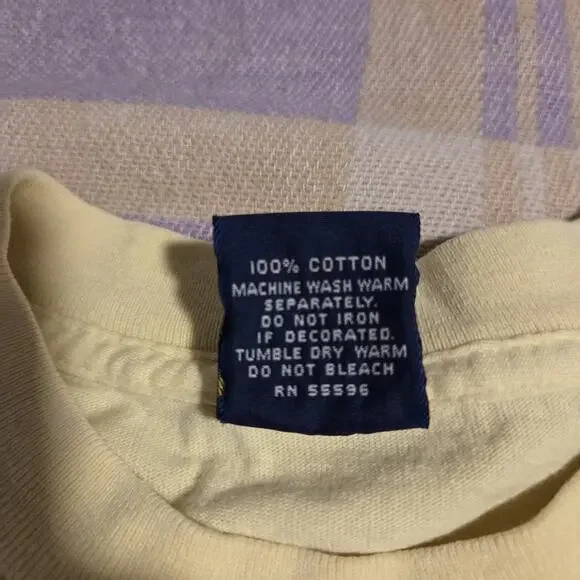 100% COTTON
MACHINE WASH WARM
SEPARATELY.
DO NOT IRON
IF DECORATED.
TUMBLE DRY WARM
DO NOT BLEACH
RN 55596